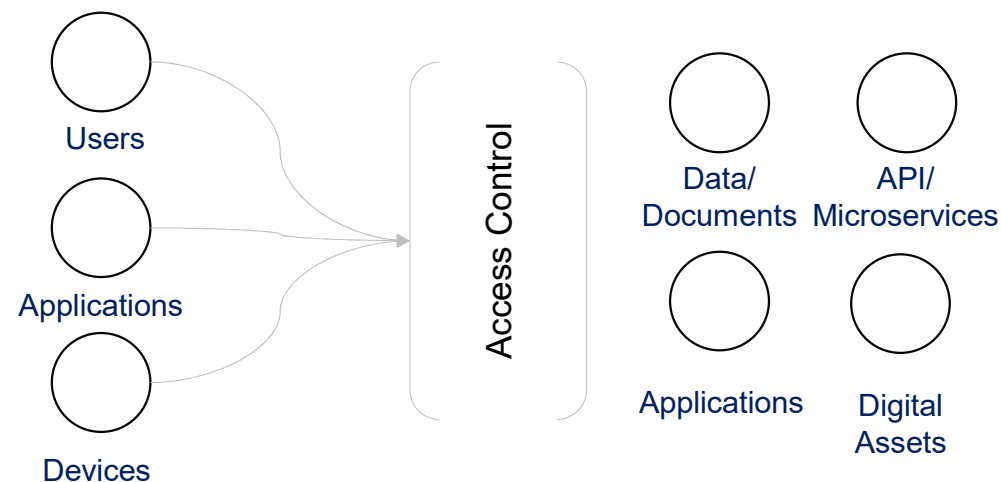 Users
Applications
Devices
Access Control
Data/
Documents
API/
Microservices
Applications
Digital
Assets